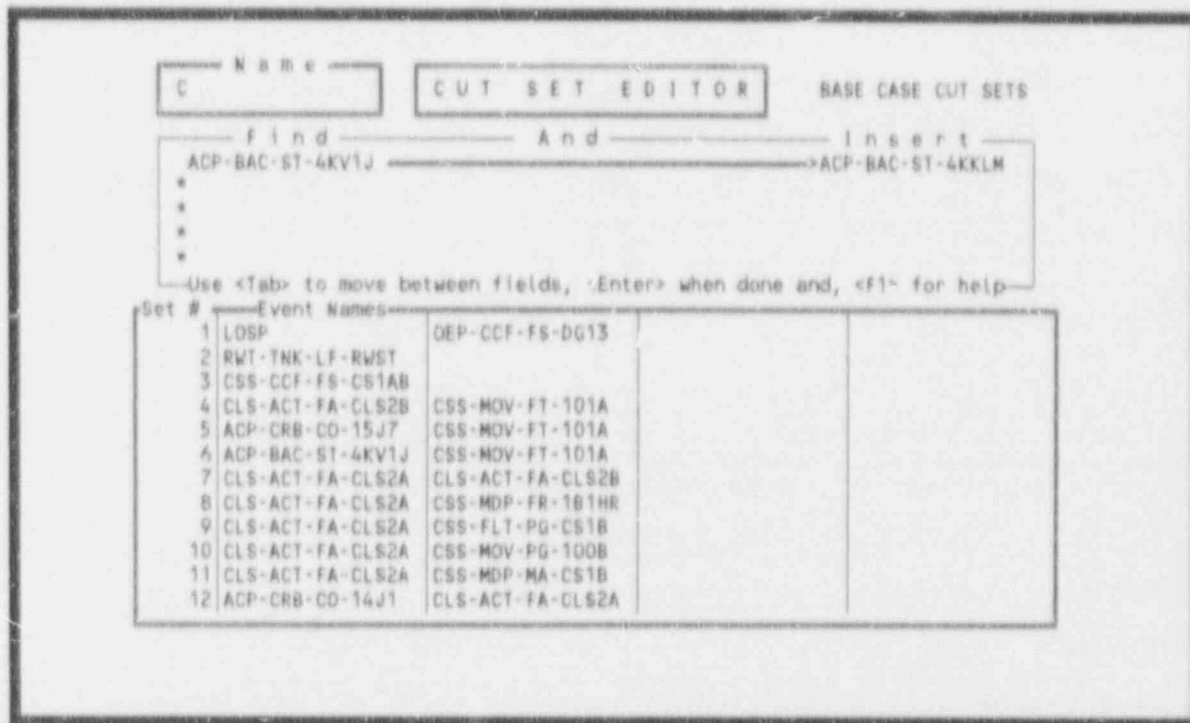 Name
C
CUT SET EDITOR
BASE CASE CUT SETS
Find And Insert
ACP-BAC-ST-4KV1J >ACP-BAC-ST-4KKLM
*
*
*
*
Use <Tab> to move between fields, <Enter> when done and, <F1> for help
Set # Event Names
1 LOSP OEP-CCF-FS-DG13
2 RWT-TNK-LF-RWST
3 CSS-CCF-FS-CS1AB
4 CLS-ACT-FA-CLS2B CSS-MOV-FT-101A
5 ACP-CRB-CO-15J7 CSS-MOV-FT-101A
6 ACP-BAC-ST-4KV1J CSS-MOV-FT-101A
7 CLS-ACT-FA-CLS2A CLS-ACT-FA-CLS2B
8 CLS-ACT-FA-CLS2A CSS-MDP-FR-1B1HR
9 CLS-ACT-FA-CLS2A CSS-FLT-PG-CS1B
10 CLS-ACT-FA-CLS2A CSS-MOV-PG-100B
11 CLS-ACT-FA-CLS2A CSS-MDP-MA-CS1B
12 ACP-CRB-CO-14J1 CLS-ACT-FA-CLS2A